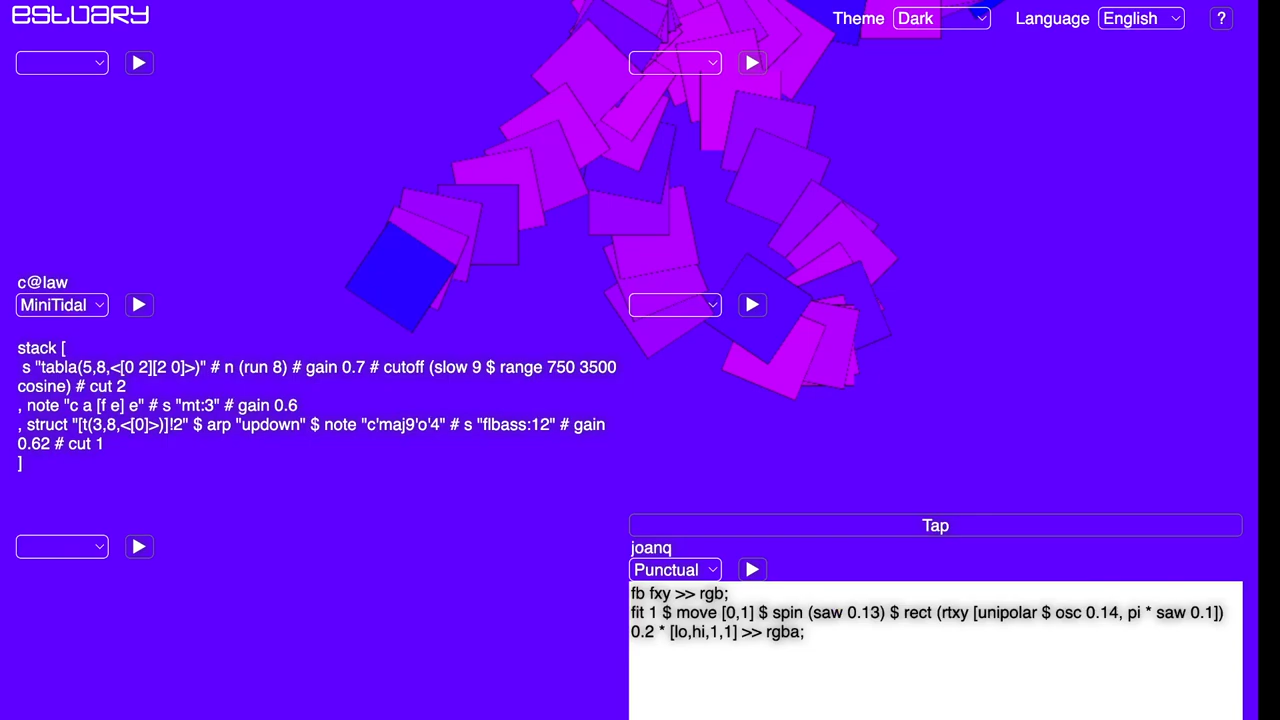 estuary
Theme Dark Language English ?
c@law
MiniTidal
stack [
s "tabla(5,8,<[0 2][2 0]>)" # n (run 8) # gain 0.7 # cutoff (slow 9 $ range 750 3500
cosine) # cut 2
, note "c a [f e] e" # s "mt:3" # gain 0.6
, struct "[t(3,8,<[0]>)]!2" $ arp "updown" $ note "c'maj9'o'4" # s "flbass:12" # gain
0.62 # cut 1
]
Tap
joanq
Punctual
fb fxy >> rgb;
fit 1 $ move [0,1] $ spin (saw 0.13) $ rect (rtxy [unipolar $ osc 0.14, pi * saw 0.1])
0.2 * [lo,hi,1,1] >> rgba;